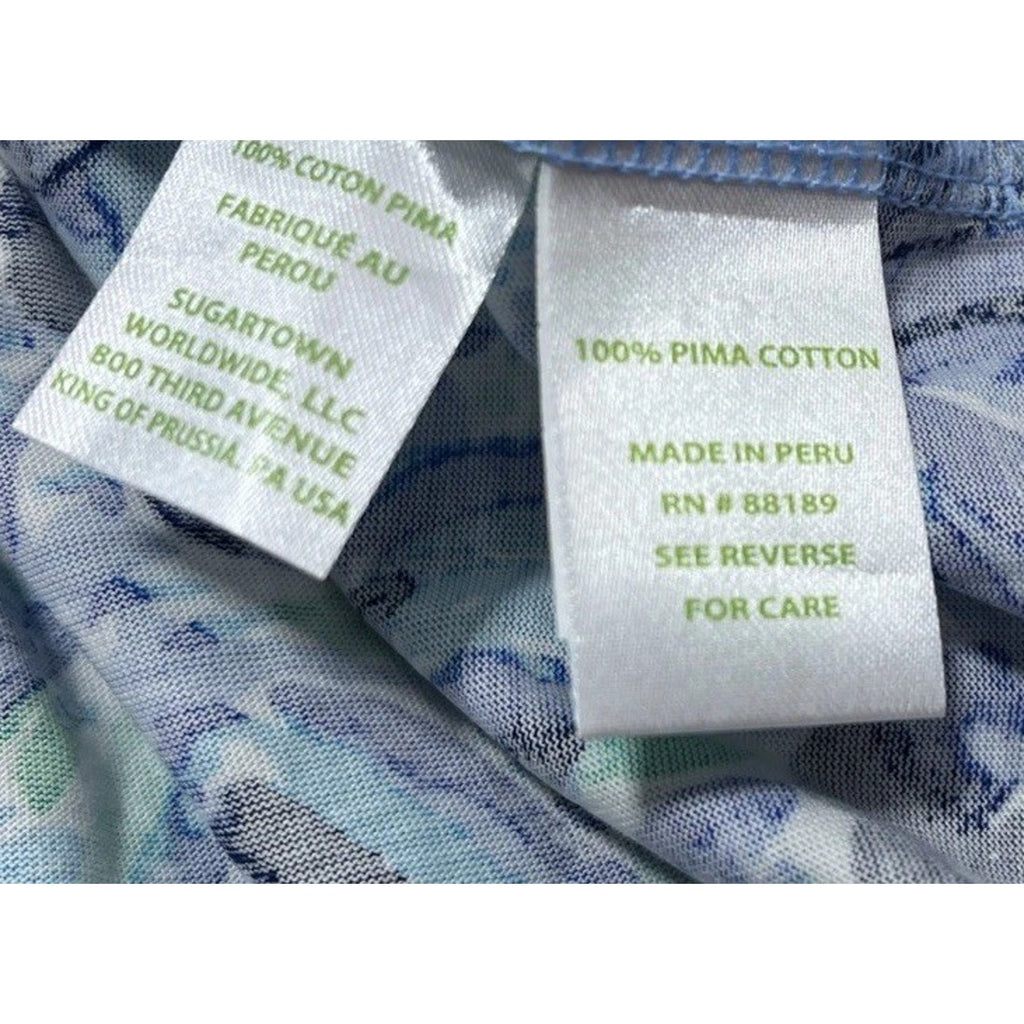 100% COTON PIMA
FABRIQUÉ AU
PEROU
SUGARTOWN
WORLDWIDE, LLC
800 THIRD AVENUE
KING OF PRUSSIA, PA USA
100% PIMA COTTON
MADE IN PERU
RN # 88189
SEE REVERSE
FOR CARE